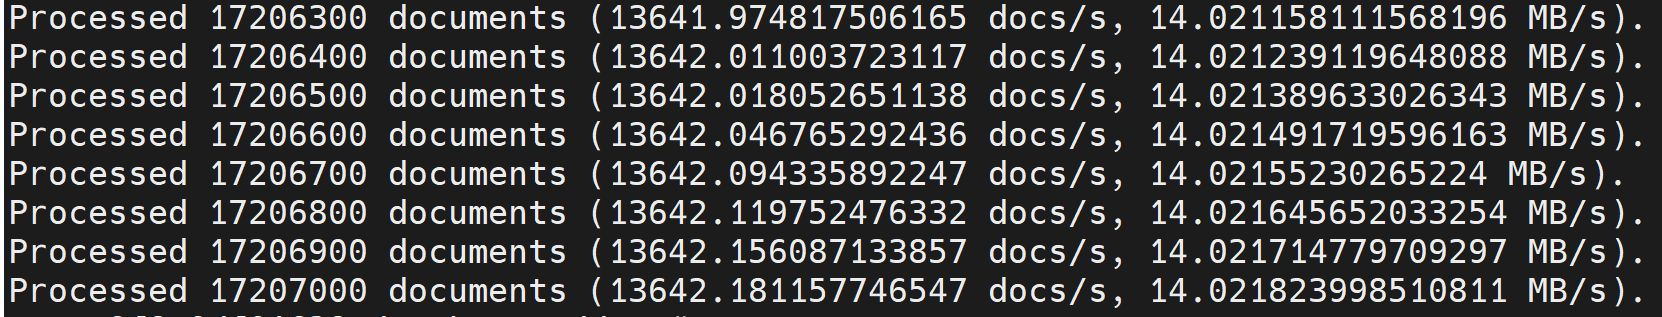 Processed 17206300 documents (13641.974817506165 docs/s, 14.021158111568196 MB/s).
Processed 17206400 documents (13642.011003723117 docs/s, 14.021239119648088 MB/s).
Processed 17206500 documents (13642.018052651138 docs/s, 14.021389633026343 MB/s).
Processed 17206600 documents (13642.046765292436 docs/s, 14.021491719596163 MB/s).
Processed 17206700 documents (13642.094335892247 docs/s, 14.02155230265224 MB/s).
Processed 17206800 documents (13642.119752476332 docs/s, 14.021645652033254 MB/s).
Processed 17206900 documents (13642.156087133857 docs/s, 14.021714779709297 MB/s).
Processed 17207000 documents (13642.181157746547 docs/s, 14.021823998510811 MB/s).